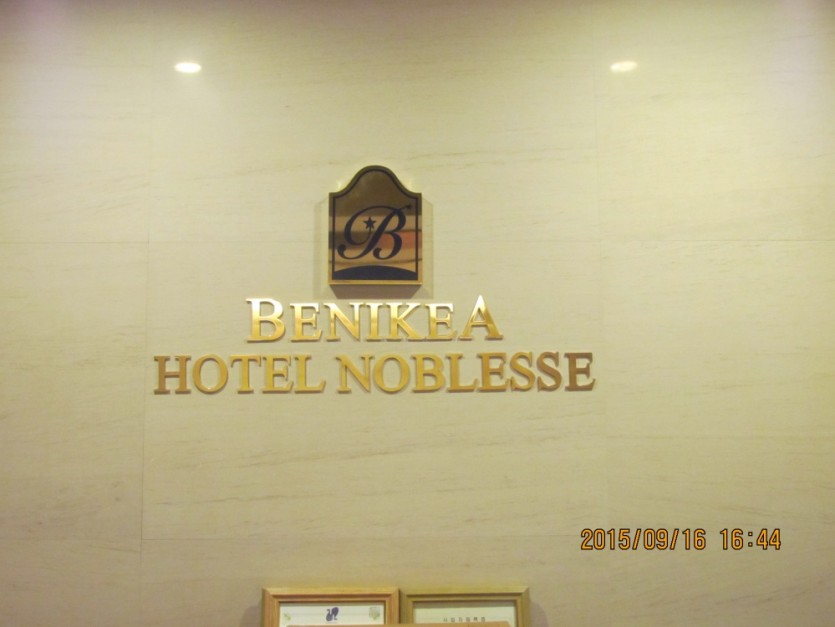 B
BENIKEA
HOTEL NOBLESSE
2015/09/16 16:44